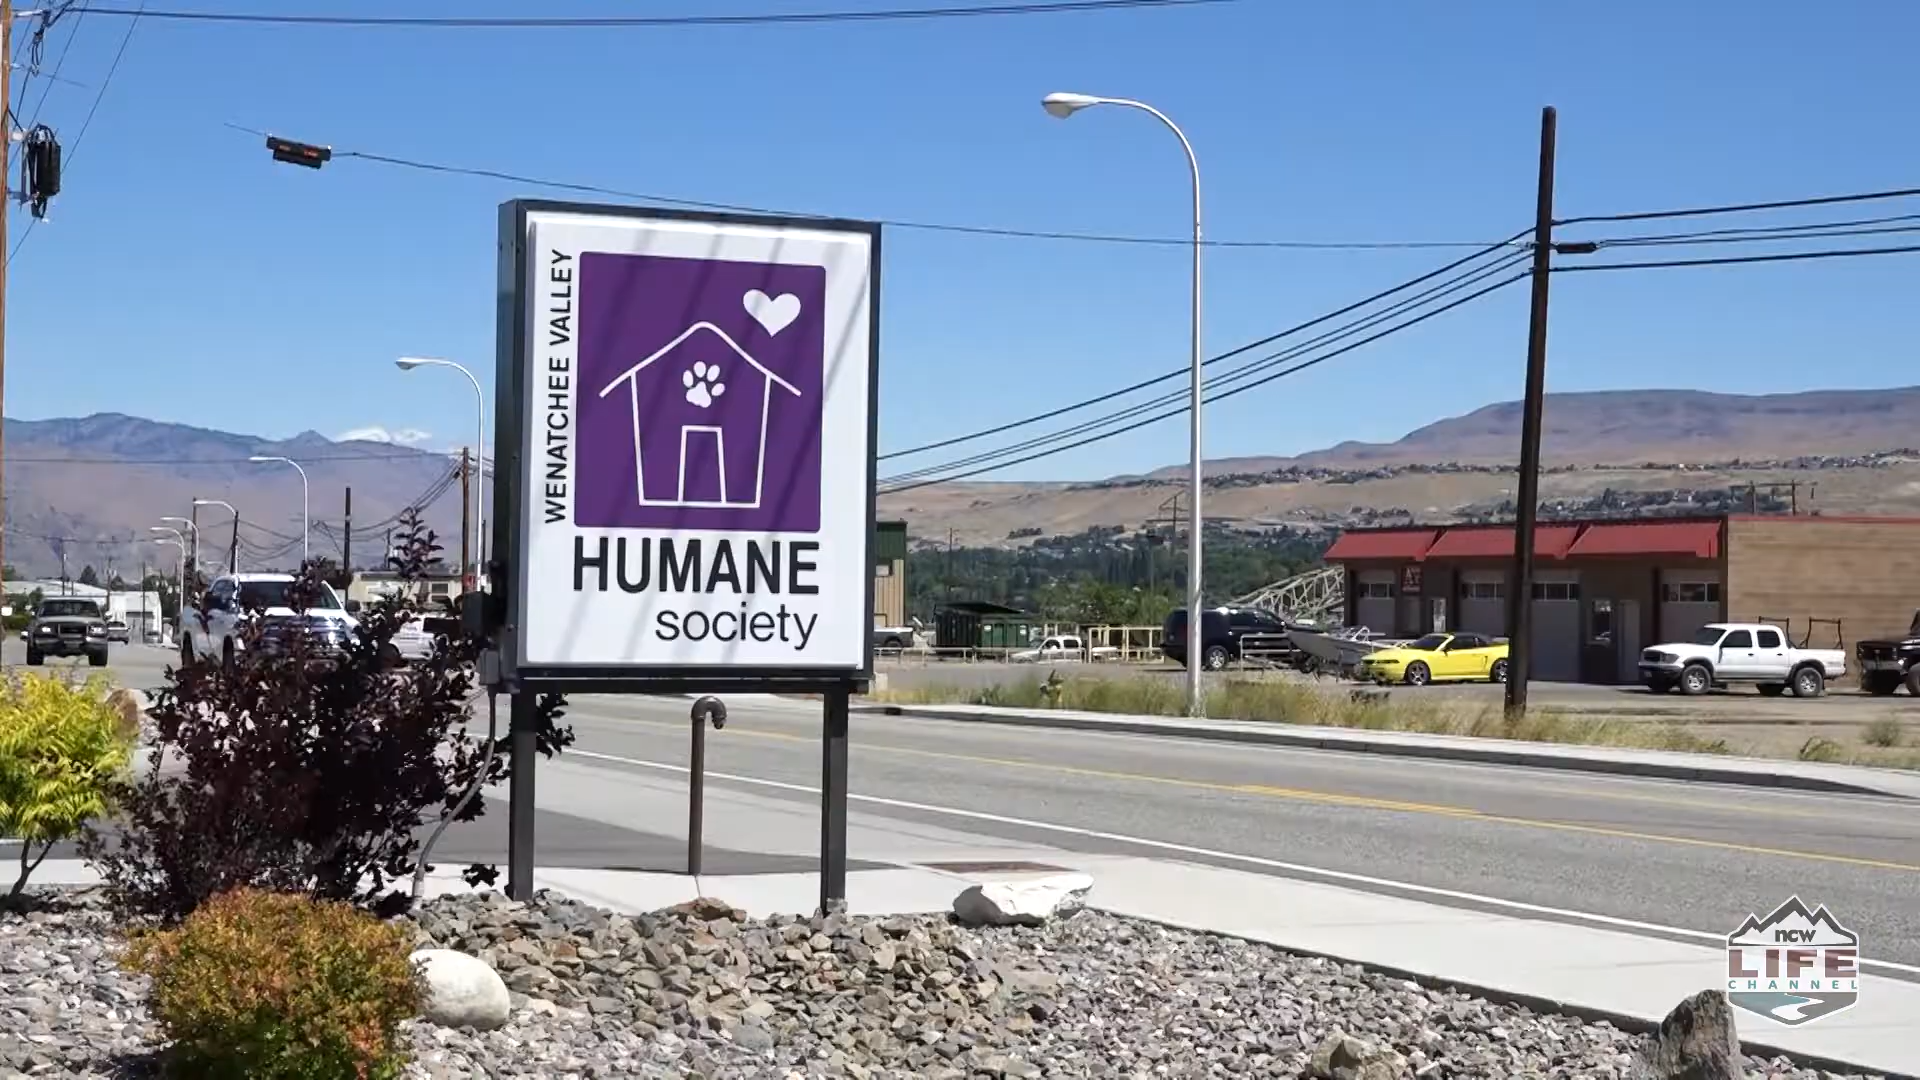 WENATCHEE VALLEY
HUMANE
society
ncw
LIFE
CHANNEL